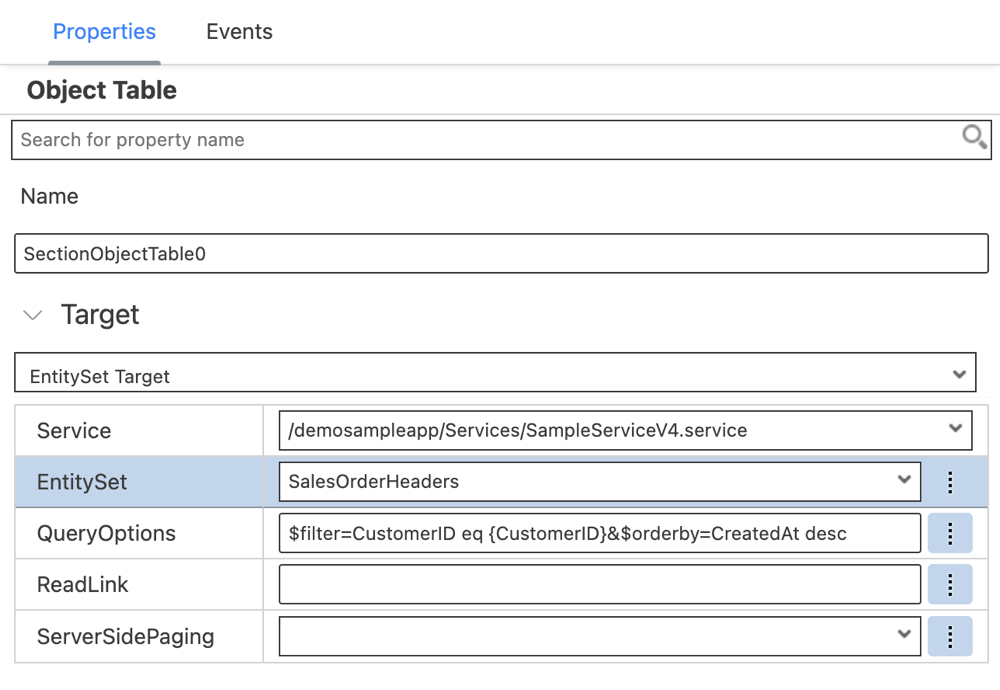 Properties Events
Object Table
Search for property name
Name
SectionObjectTable0
Target
EntitySet Target
Service /demosampleapp/Services/SampleServiceV4.service
EntitySet SalesOrderHeaders
QueryOptions $filter=CustomerID eq {CustomerID}&$orderby=CreatedAt desc
ReadLink
ServerSidePaging